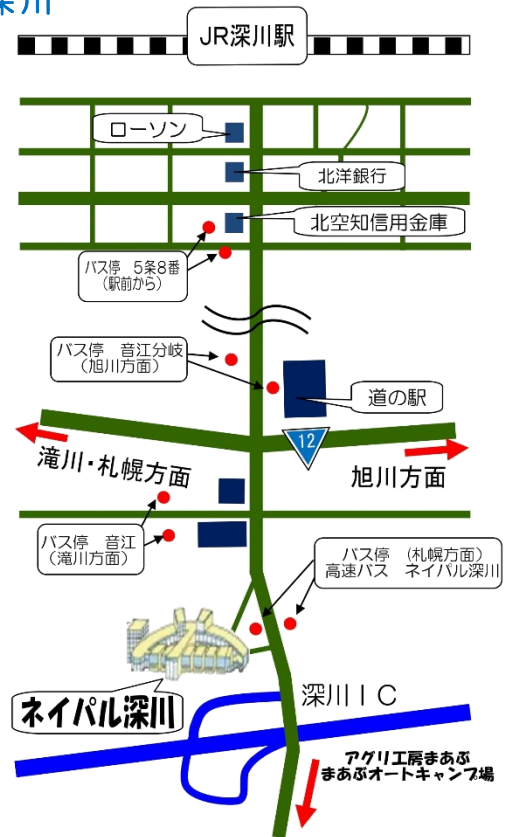 深川
JR深川駅
ローソン
北洋銀行
北空知信用金庫
バス停 5条8番
(駅前から)
バス停 音江分岐
(旭川方面)
道の駅
12
滝川・札幌方面
旭川方面
バス停 音江
(滝川方面)
バス停 (札幌方面)
高速バス ネイパル深川
ネイパル深川
深川IC
アグリ工房まあぶ
まあぶオートキャンプ場